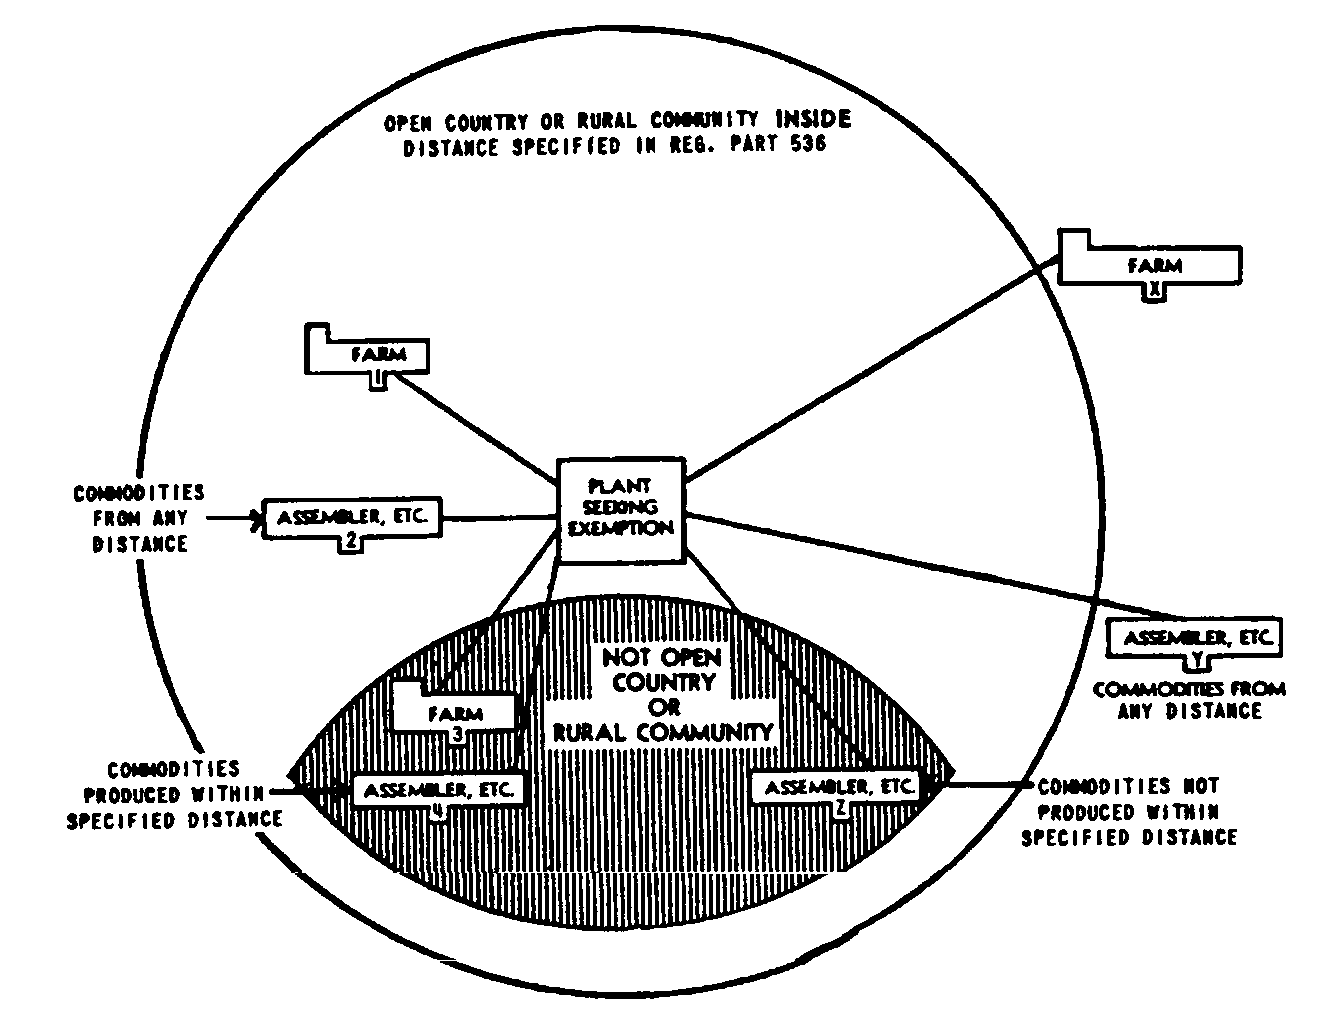 OPEN COUNTRY OR RURAL COMMUNITY INSIDE
DISTANCE SPECIFIED IN REG. PART 536
FARM
X
FARM
1
PLANT
SEEKING
EXEMPTION
COMMODITIES
FROM ANY
DISTANCE
ASSEMBLER, ETC.
2
ASSEMBLER, ETC.
Y
COMMODITIES FROM
ANY DISTANCE
NOT OPEN
COUNTRY
OR
RURAL COMMUNITY
FARM
3
COMMODITIES
PRODUCED WITHIN
SPECIFIED DISTANCE
ASSEMBLER, ETC.
4
ASSEMBLER, ETC.
Z
COMMODITIES NOT
PRODUCED WITHIN
SPECIFIED DISTANCE